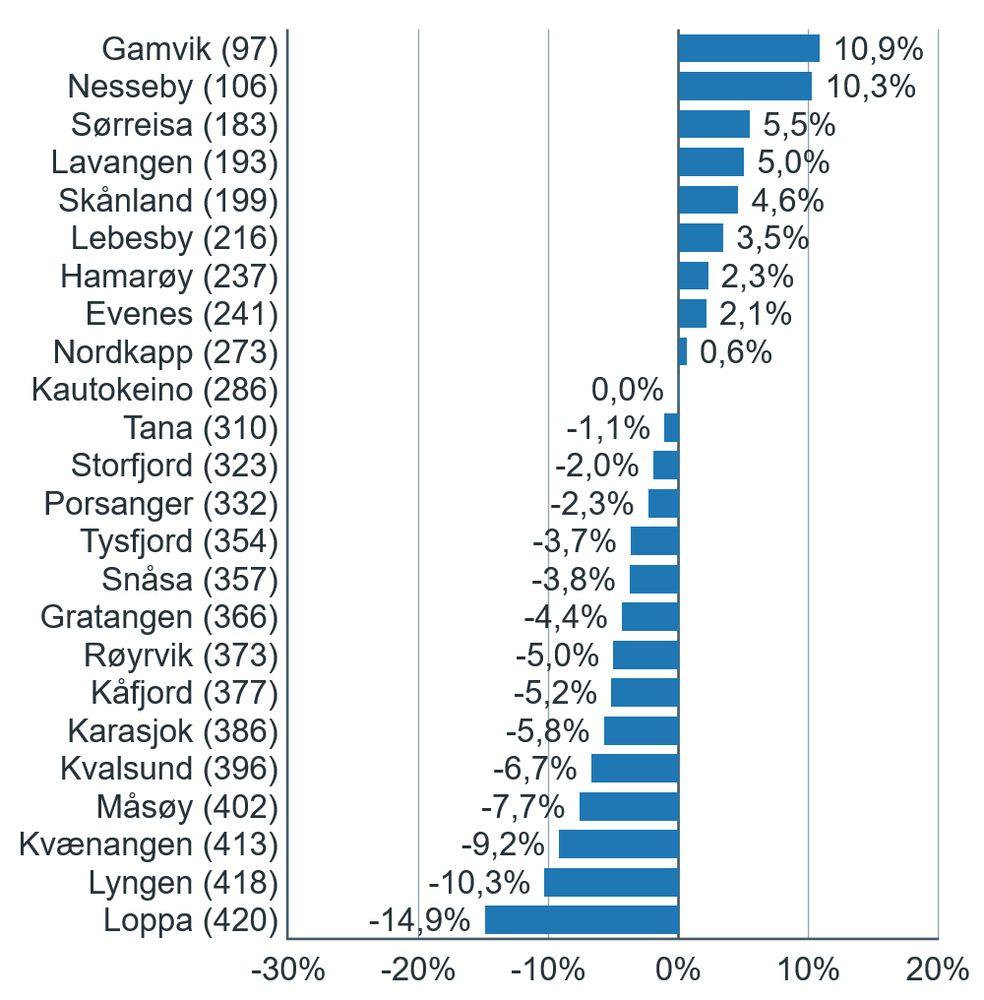 Gamvik (97) 10,9%
Nesseby (106) 10,3%
Sørreisa (183) 5,5%
Lavangen (193) 5,0%
Skånland (199) 4,6%
Lebesby (216) 3,5%
Hamarøy (237) 2,3%
Evenes (241) 2,1%
Nordkapp (273) 0,6%
Kautokeino (286) 0,0%
Tana (310) -1,1%
Storfjord (323) -2,0%
Porsanger (332) -2,3%
Tysfjord (354) -3,7%
Snåsa (357) -3,8%
Gratangen (366) -4,4%
Røyrvik (373) -5,0%
Kåfjord (377) -5,2%
Karasjok (386) -5,8%
Kvalsund (396) -6,7%
Måsøy (402) -7,7%
Kvænangen (413) -9,2%
Lyngen (418) -10,3%
Loppa (420) -14,9%
-30% -20% -10% 0% 10% 20%